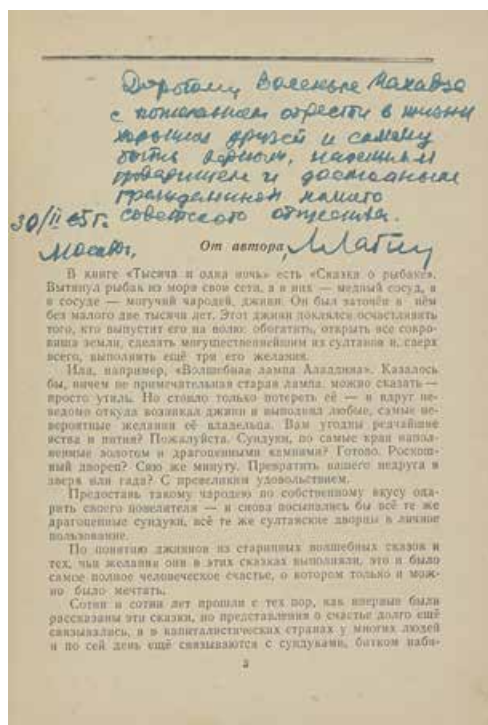 Дорогому Васеньке
с пожеланием обрести в жизни
хороших друзей и самому
быть верным, надежным
товарищем и достойным
гражданином нашего
30/II 65 г. советского отечества.
Москва, Л Лагин
От автора
В книге «Тысяча и одна ночь» есть «Сказка о рыбаке».
Вытянул рыбак из моря свои сети, а в них — медный сосуд, а
в сосуде — могучий чародей, джинн. Он был заточён в нём
без малого две тысячи лет. Этот джинн поклялся осчастливить
того, кто выпустит его на волю: обогатить, открыть все сокро-
вища земли, сделать могущественнейшим из султанов и, сверх
всего, выполнить ещё три его желания.
Или, например, «Волшебная лампа Аладдина». Казалось
бы, ничем не примечательная старая лампа, можно сказать —
просто утиль. Но стоило только потереть её — и вдруг не-
ведомо откуда возникал джинн и выполнял любые, самые не-
вероятные желания её владельца. Вам угодны редчайшие
яства и пития? Пожалуйста. Сундуки, по самые края напол-
ненные золотом и драгоценными камнями? Готово. Роскош-
ный дворец? Сию же минуту. Превратить вашего недруга в
зверя или гада? С превеликим удовольствием.
Предоставь такому чародею по собственному вкусу ода-
рить своего повелителя — и снова посыпались бы всё те же
драгоценные сундуки, всё те же султанские дворцы в личное
пользование.
По понятию джиннов из старинных волшебных сказок и
тех, чьи желания они в этих сказках выполняли, это и было
самое полное человеческое счастье, о котором только и мож-
но было мечтать.
Сотни и сотни лет прошли с тех пор, как впервые были
рассказаны эти сказки, но представления о счастье долго ещё
связывались, а в капиталистических странах у многих людей
и по сей день ещё связываются с сундуками, битком наби-
3